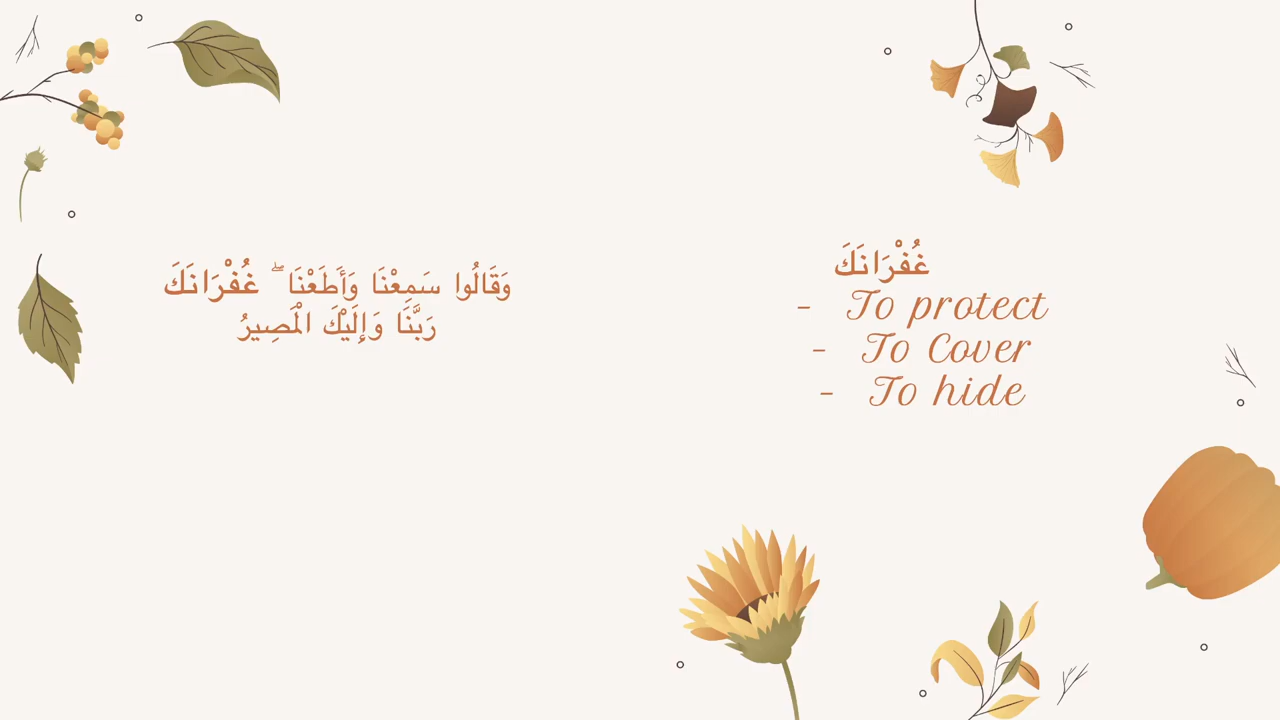 وَقَالُوا سَمِعْنَا وَأَطَعْنَا ۖ غُفْرَانَكَ
رَبَّنَا وَإِلَيْكَ الْمَصِيرُ
غُفْرَانَكَ
- To protect
- To Cover
- To hide